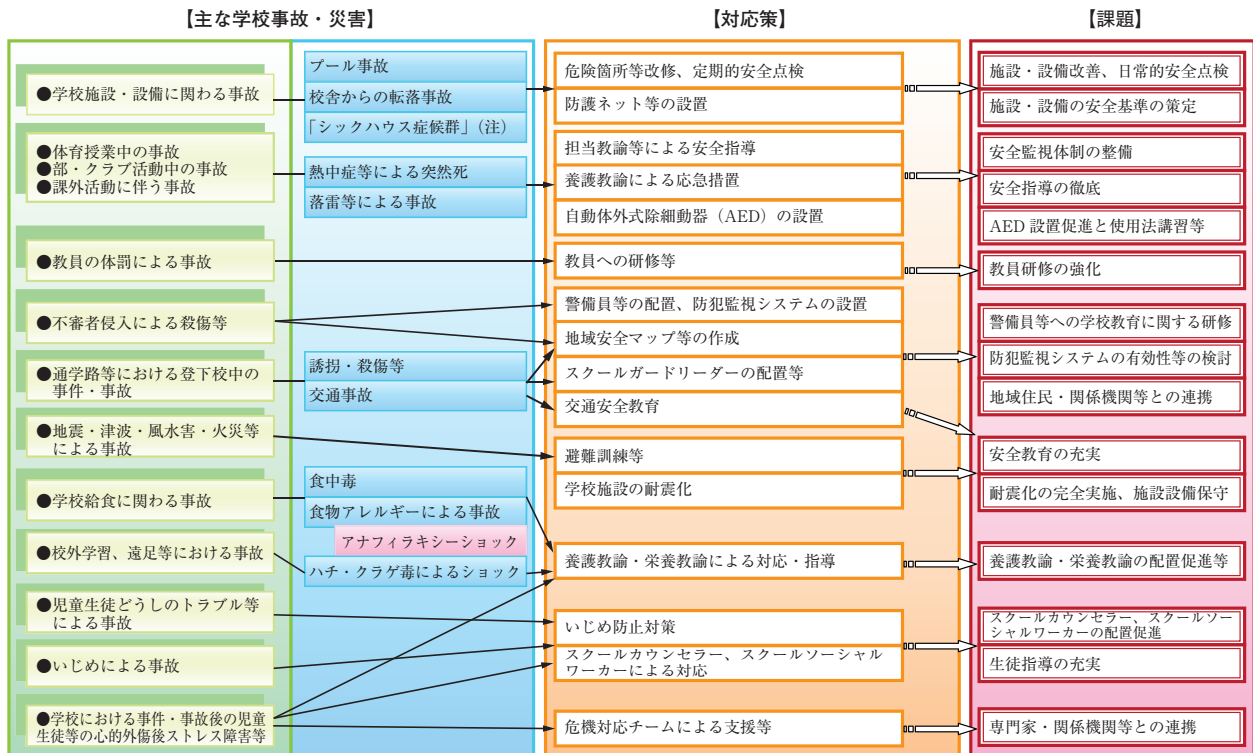 【主な学校事故・災害】
【対応策】
【課題】
●学校施設・設備に関わる事故
●体育授業中の事故
●部・クラブ活動中の事故
●課外活動に伴う事故
●教員の体罰による事故
●不審者侵入による殺傷等
●通学路等における登下校中の
事件・事故
●地震・津波・風水害・火災等
による事故
●学校給食に関わる事故
●校外学習、遠足等における事故
●児童生徒どうしのトラブル等
による事故
●いじめによる事故
●学校における事件・事故後の児童
生徒等の心的外傷後ストレス障害等
プール事故
校舎からの転落事故
「シックハウス症候群」（注）
熱中症等による突然死
落雷等による事故
誘拐・殺傷等
交通事故
食中毒
食物アレルギーによる事故
アナフィラキシーショック
ハチ・クラゲ毒によるショック
危険箇所等改修、定期的安全点検
防護ネット等の設置
担当教諭等による安全指導
養護教諭による応急措置
自動体外式除細動器（AED）の設置
教員への研修等
警備員等の配置、防犯監視システムの設置
地域安全マップ等の作成
スクールガードリーダーの配置等
交通安全教育
避難訓練等
学校施設の耐震化
養護教諭・栄養教諭による対応・指導
いじめ防止対策
スクールカウンセラー、スクールソーシャル
ワーカーによる対応
危機対応チームによる支援等
施設・設備改善、日常的安全点検
施設・設備の安全基準の策定
安全監視体制の整備
安全指導の徹底
AED 設置促進と使用法講習等
教員研修の強化
警備員等への学校教育に関する研修
防犯監視システムの有効性等の検討
地域住民・関係機関等との連携
安全教育の充実
耐震化の完全実施、施設設備保守
養護教諭・栄養教諭の配置促進等
スクールカウンセラー、スクールソー
シャルワーカーの配置促進
生徒指導の充実
専門家・関係機関等との連携